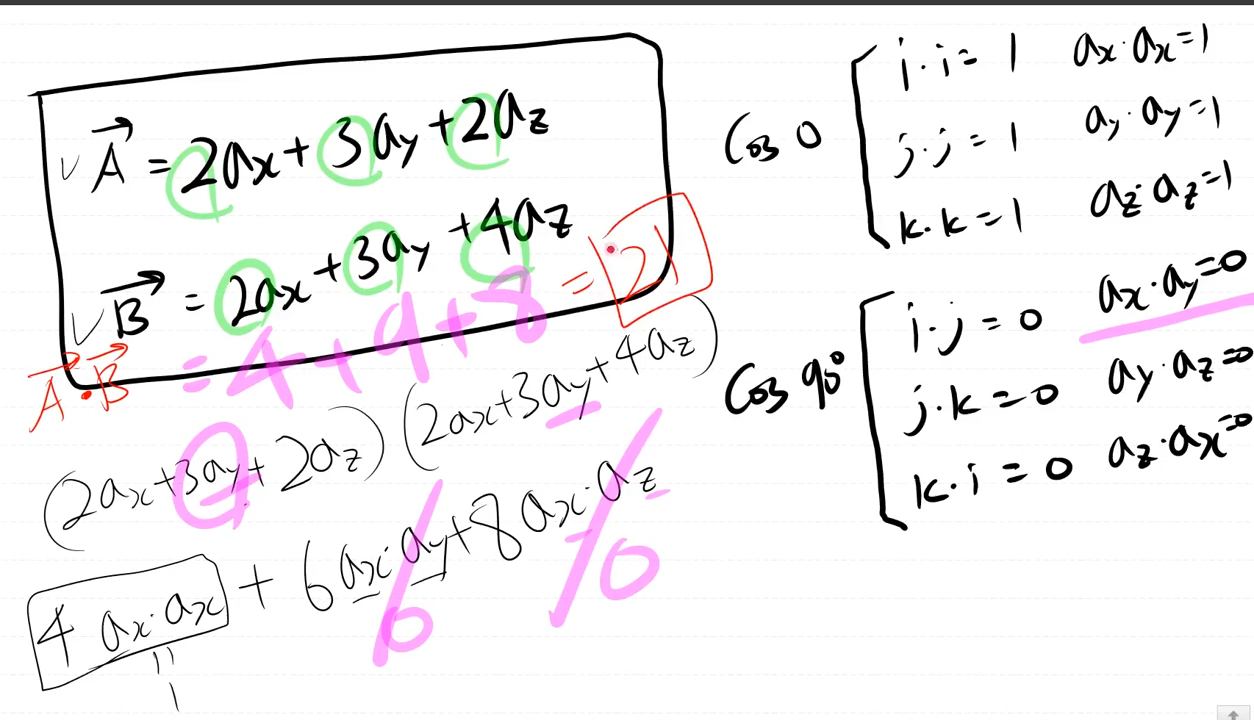 A = 2ax + 3ay + 2az
B = 2ax + 3ay + 4az
A · B = 4 + 9 + 8 = 21
(2ax + 3ay + 2az) (2ax + 3ay + 4az)
4 ax · ax + 6 ax · ay + 8 ax · az
0
0
"
1
Cos 0
i · i = 1 ax · ax = 1
j · j = 1 ay · ay = 1
k · k = 1 az · az = 1
Cos 90°
i · j = 0 ax · ay = 0
j · k = 0 ay · az = 0
k · i = 0 az · ax = 0